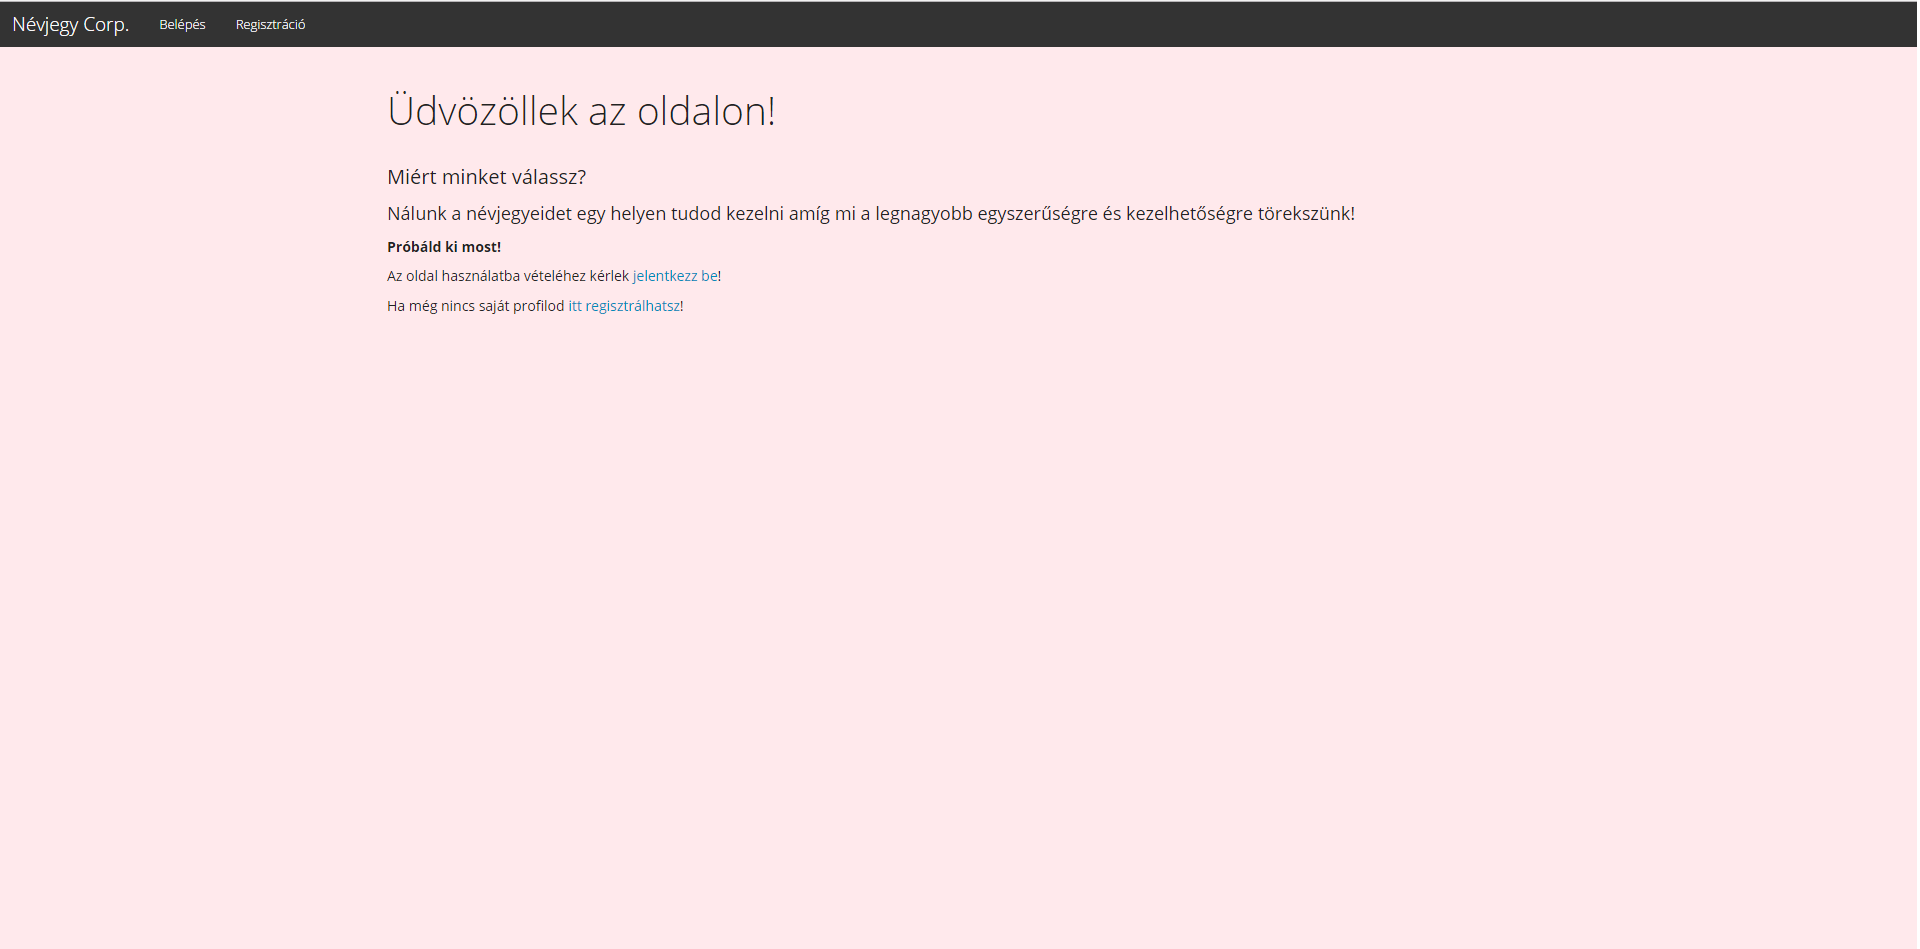 Névjegy Corp. Belépés Regisztráció
Üdvözöllek az oldalon!
Miért minket válassz?
Nálunk a névjegyeidet egy helyen tudod kezelni amíg mi a legnagyobb egyszerűségre és kezelhetőségre törekszünk!
Próbáld ki most!
Az oldal használatba vételéhez kérlek jelentkezz be!
Ha még nincs saját profilod itt regisztrálhatsz!